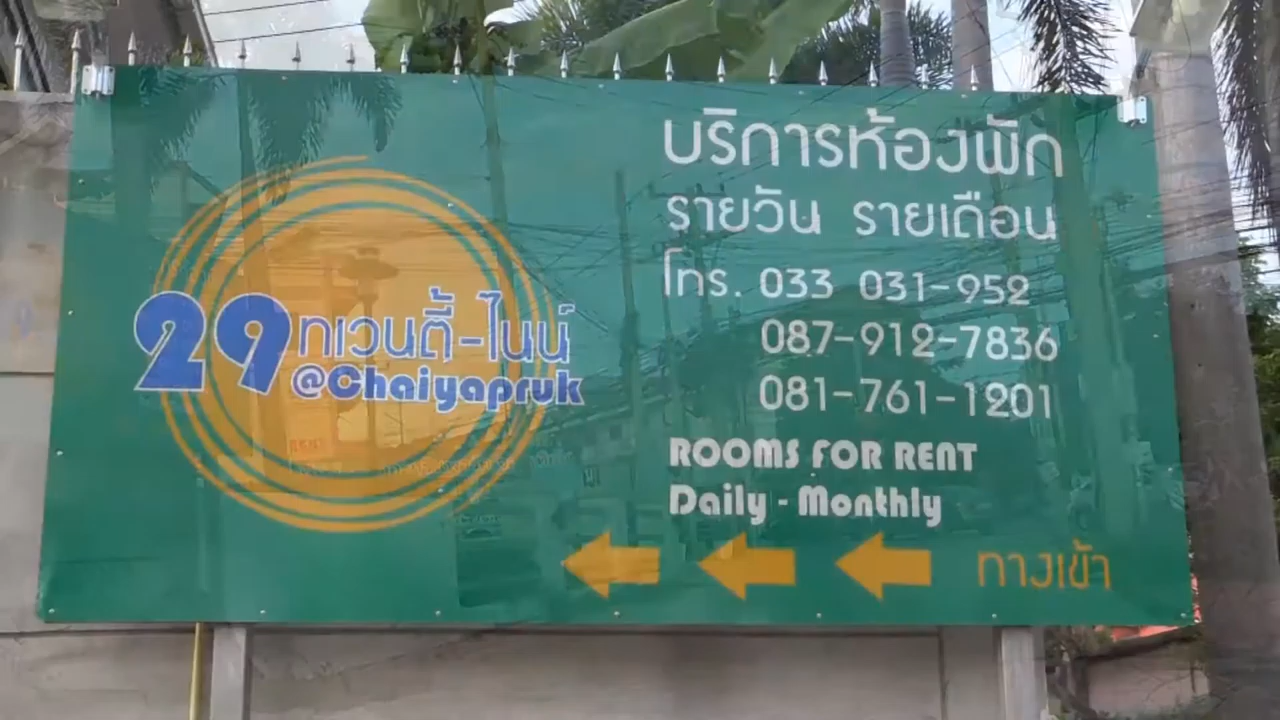 29 ทเวนตี้-ไนน์
@Chaiyapruk
บริการห้องพัก
รายวัน รายเดือน
โทร. 033 031-952
087-912-7836
081-761-1201
ROOMS FOR RENT
Daily - Monthly
ทางเข้า